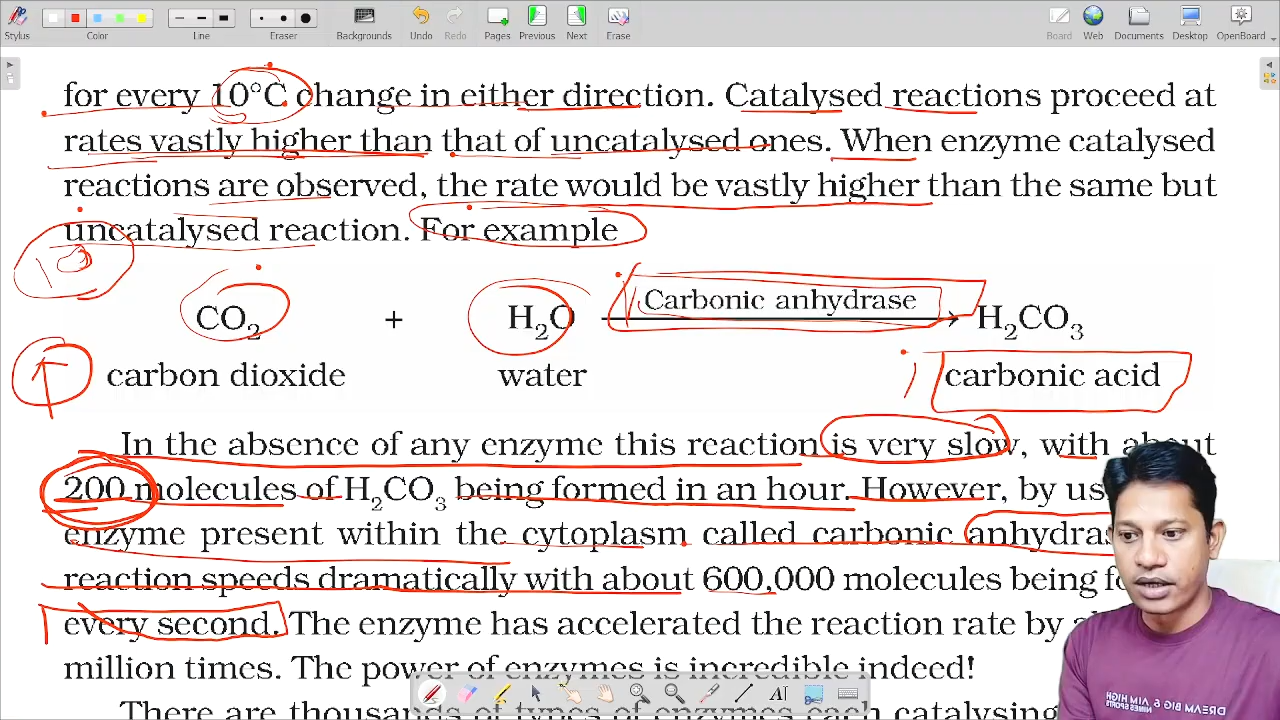 Stylus Color Line Eraser Backgrounds Undo Redo Pages Previous Next Erase Board Web Documents Desktop OpenBoard
for every 10°C change in either direction. Catalysed reactions proceed at
rates vastly higher than that of uncatalysed ones. When enzyme catalysed
reactions are observed, the rate would be vastly higher than the same but
uncatalysed reaction. For example
Carbonic anhydrase
CO₂ + H₂O → H₂CO₃
carbon dioxide water carbonic acid
In the absence of any enzyme this reaction is very slow, with about
200 molecules of H₂CO₃ being formed in an hour. However, by
enzyme present within the cytoplasm called carbonic
reaction speeds dramatically with about 600,000 molecules being
every second. The enzyme has accelerated the reaction rate by
million times. The power of enzymes is incredible indeed!
There are thousands of types of enzymes each catalysing
DREAM BIG & AIM HIGH